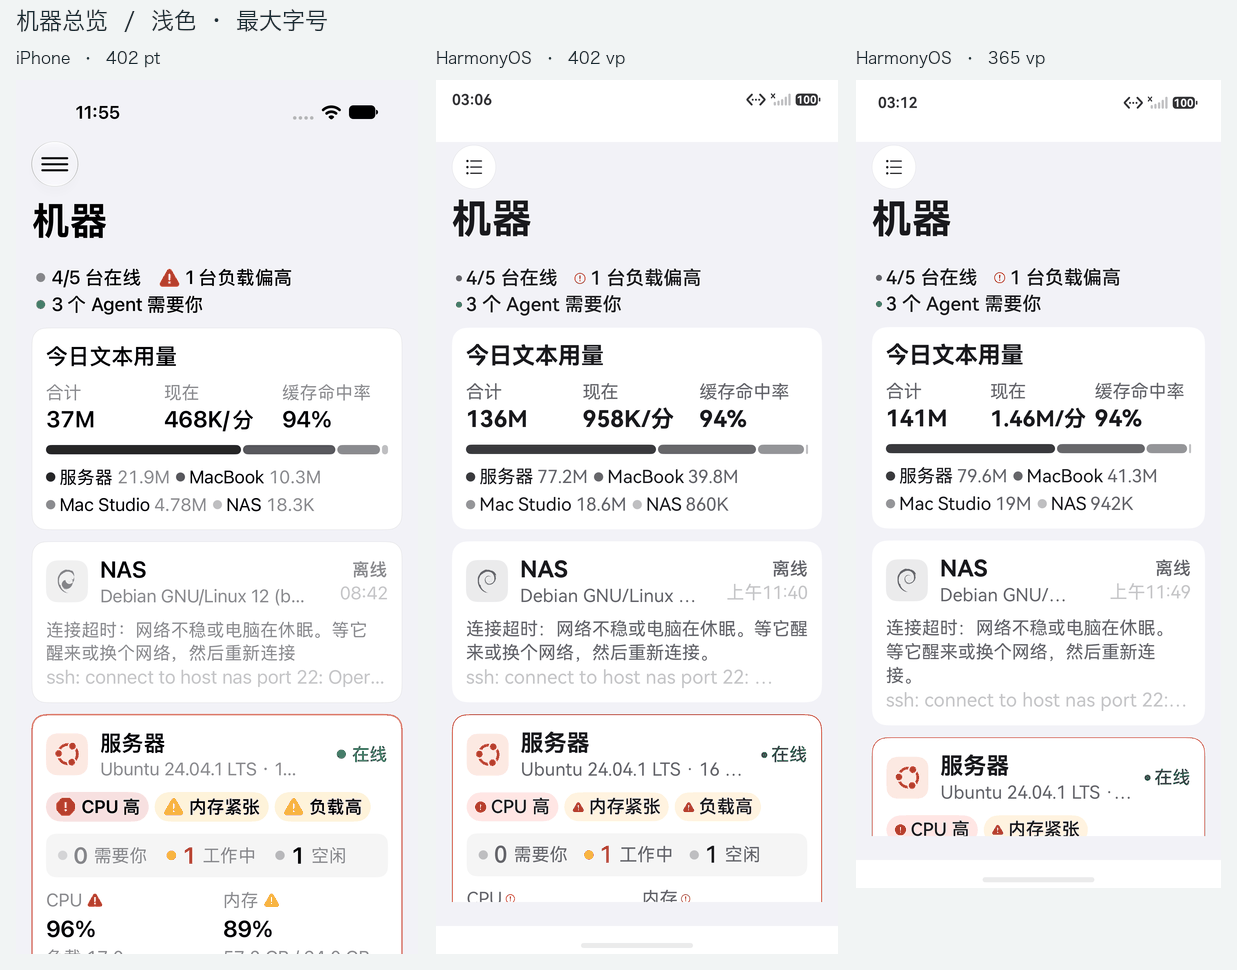 机器总览 / 浅色 · 最大字号
iPhone · 402 pt
11:55
机器
4/5 台在线 1 台负载偏高
3 个 Agent 需要你
今日文本用量
合计 现在 缓存命中率
37M 468K/分 94%
服务器 21.9M MacBook 10.3M
Mac Studio 4.78M NAS 18.3K
NAS 离线
Debian GNU/Linux 12 (b... 08:42
连接超时：网络不稳或电脑在休眠。等它
醒来或换个网络，然后重新连接
ssh: connect to host nas port 22: Oper...
服务器 在线
Ubuntu 24.04.1 LTS · 1...
CPU 高 内存紧张 负载高
0 需要你 1 工作中 1 空闲
CPU 内存
96% 89%
HarmonyOS · 402 vp
03:06 100
机器
4/5 台在线 1 台负载偏高
3 个 Agent 需要你
今日文本用量
合计 现在 缓存命中率
136M 958K/分 94%
服务器 77.2M MacBook 39.8M
Mac Studio 18.6M NAS 860K
NAS 离线
Debian GNU/Linux ... 上午11:40
连接超时：网络不稳或电脑在休眠。等它醒
来或换个网络，然后重新连接。
ssh: connect to host nas port 22: ...
服务器 在线
Ubuntu 24.04.1 LTS · 16 ...
CPU 高 内存紧张 负载高
0 需要你 1 工作中 1 空闲
CPU 内存
HarmonyOS · 365 vp
03:12 100
机器
4/5 台在线 1 台负载偏高
3 个 Agent 需要你
今日文本用量
合计 现在 缓存命中率
141M 1.46M/分 94%
服务器 79.6M MacBook 41.3M
Mac Studio 19M NAS 942K
NAS 离线
Debian GNU/... 上午11:49
连接超时：网络不稳或电脑在休眠。
等它醒来或换个网络，然后重新连
接。
ssh: connect to host nas port 22:...
服务器 在线
Ubuntu 24.04.1 LTS · ...
CPU 高 内存紧张